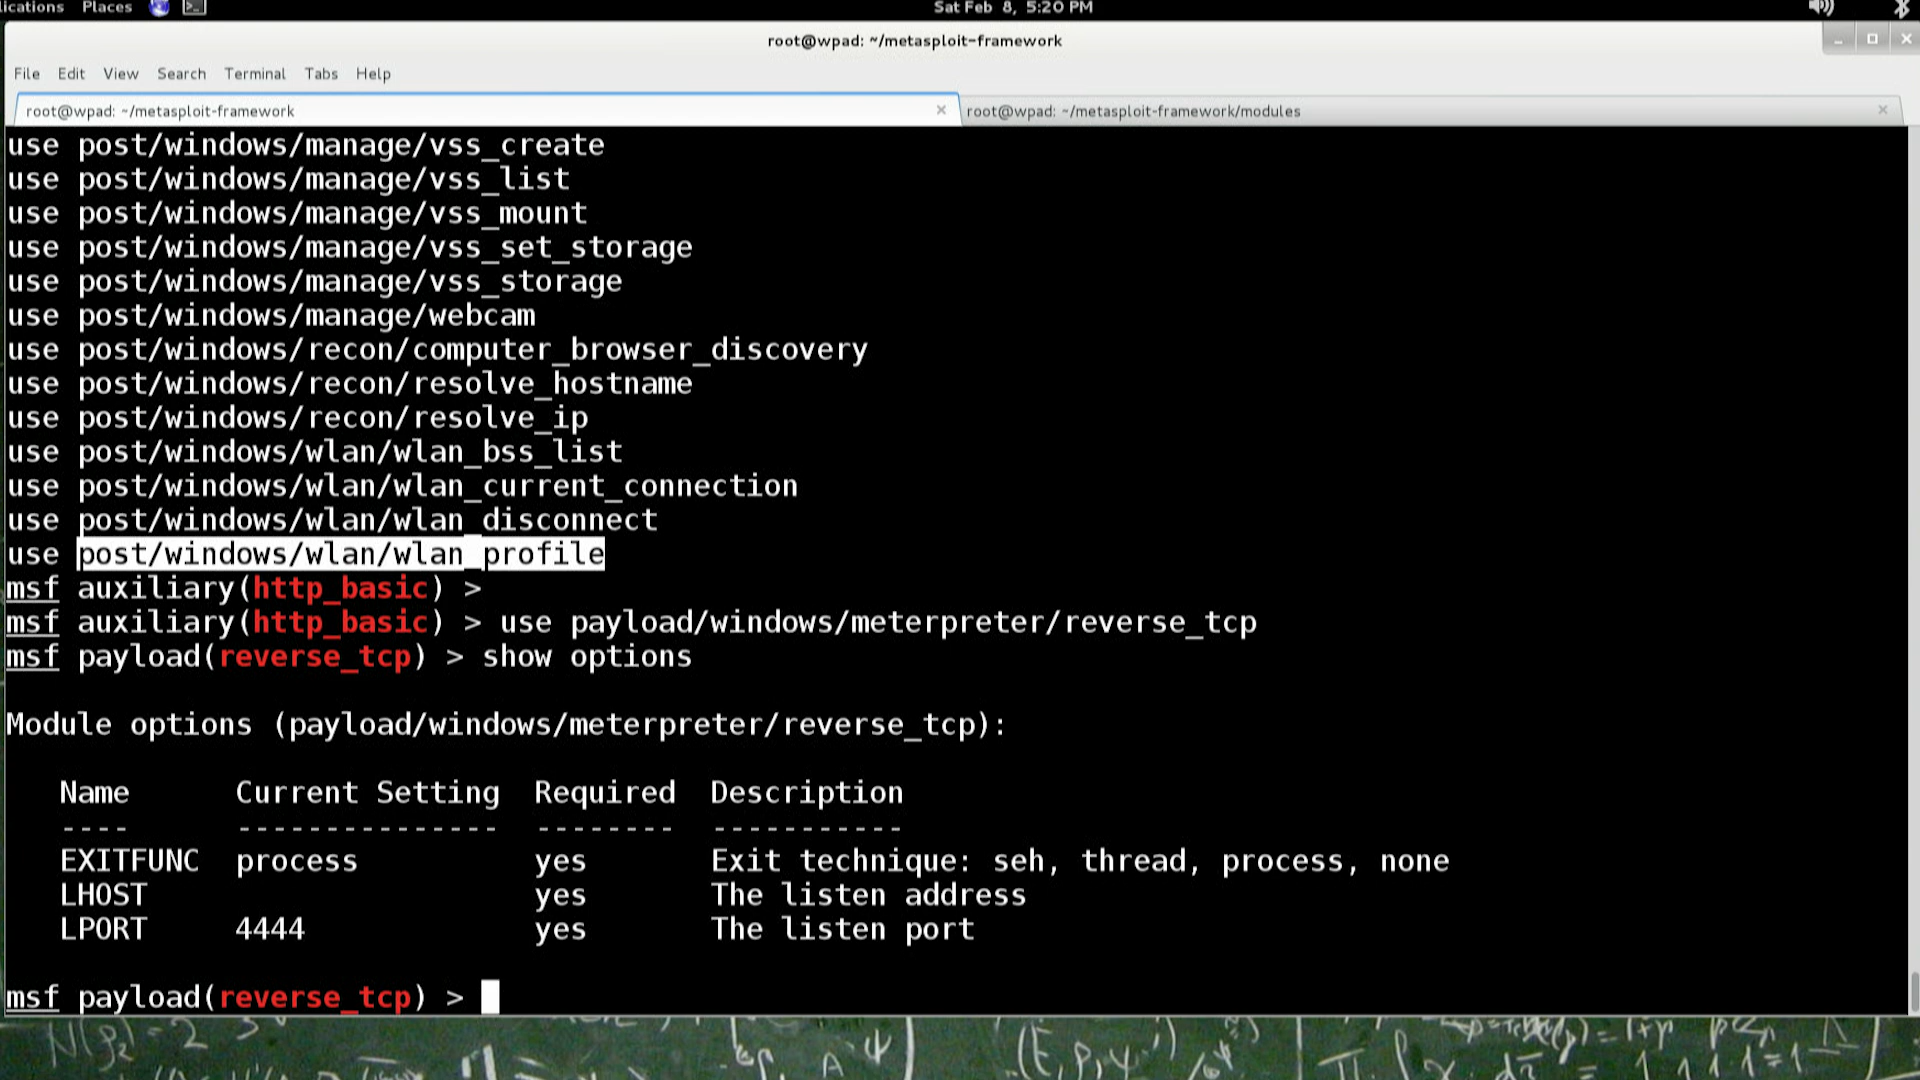 lications Places Sat Feb 8, 5:20 PM
root@wpad: ~/metasploit-framework
File Edit View Search Terminal Tabs Help
root@wpad: ~/metasploit-framework root@wpad: ~/metasploit-framework/modules
use post/windows/manage/vss_create
use post/windows/manage/vss_list
use post/windows/manage/vss_mount
use post/windows/manage/vss_set_storage
use post/windows/manage/vss_storage
use post/windows/manage/webcam
use post/windows/recon/computer_browser_discovery
use post/windows/recon/resolve_hostname
use post/windows/recon/resolve_ip
use post/windows/wlan/wlan_bss_list
use post/windows/wlan/wlan_current_connection
use post/windows/wlan/wlan_disconnect
use post/windows/wlan/wlan_profile
msf auxiliary(http_basic) >
msf auxiliary(http_basic) > use payload/windows/meterpreter/reverse_tcp
msf payload(reverse_tcp) > show options
Module options (payload/windows/meterpreter/reverse_tcp):
Name Current Setting Required Description
---- --------------- -------- -----------
EXITFUNC process yes Exit technique: seh, thread, process, none
LHOST yes The listen address
LPORT 4444 yes The listen port
msf payload(reverse_tcp) >